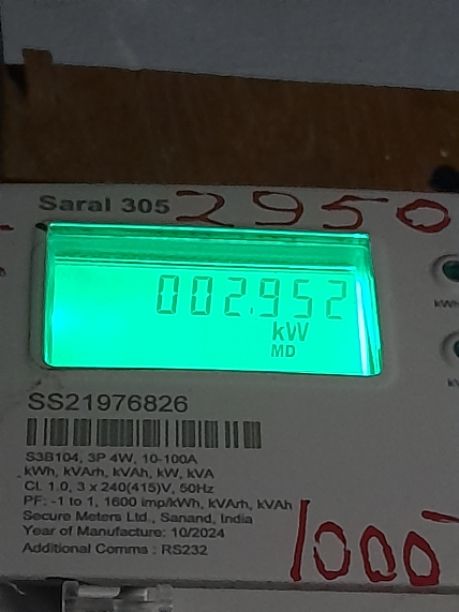 Saral 305 2950
002.952
kW
MD
SS21976826
S3B104, 3P 4W, 10-100A
kWh, kVArh, kVAh, kW, kVA
CL 1.0, 3 x 240(415)V, 50Hz
PF: -1 to 1, 1600 imp/kWh, kVArh, kVAh
Secure Meters Ltd., Sanand, India
Year of Manufacture: 10/2024
Additional Comms : RS232
1000